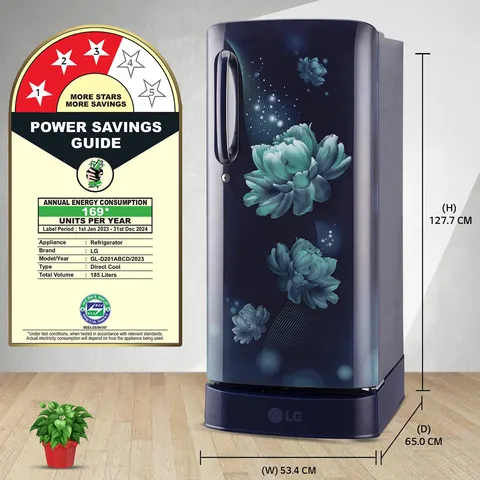 1 2 3 4 5
MORE STARS
MORE SAVINGS
POWER SAVINGS
GUIDE
ANNUAL ENERGY CONSUMPTION
169*
UNITS PER YEAR
Label Period : 1st Jan 2023 - 31st Dec 2024
Appliance : Refrigerator
Brand : LG
Model/Year : GL-D201ABCD/2023
Type : Direct Cool
Total Volume : 185 Liters
*Under test conditions, when tested in accordance with relevant standards.
Actual electricity consumption will depend on how the appliance being used
(H)
127.7 CM
(D)
65.0 CM
(W) 53.4 CM
LG